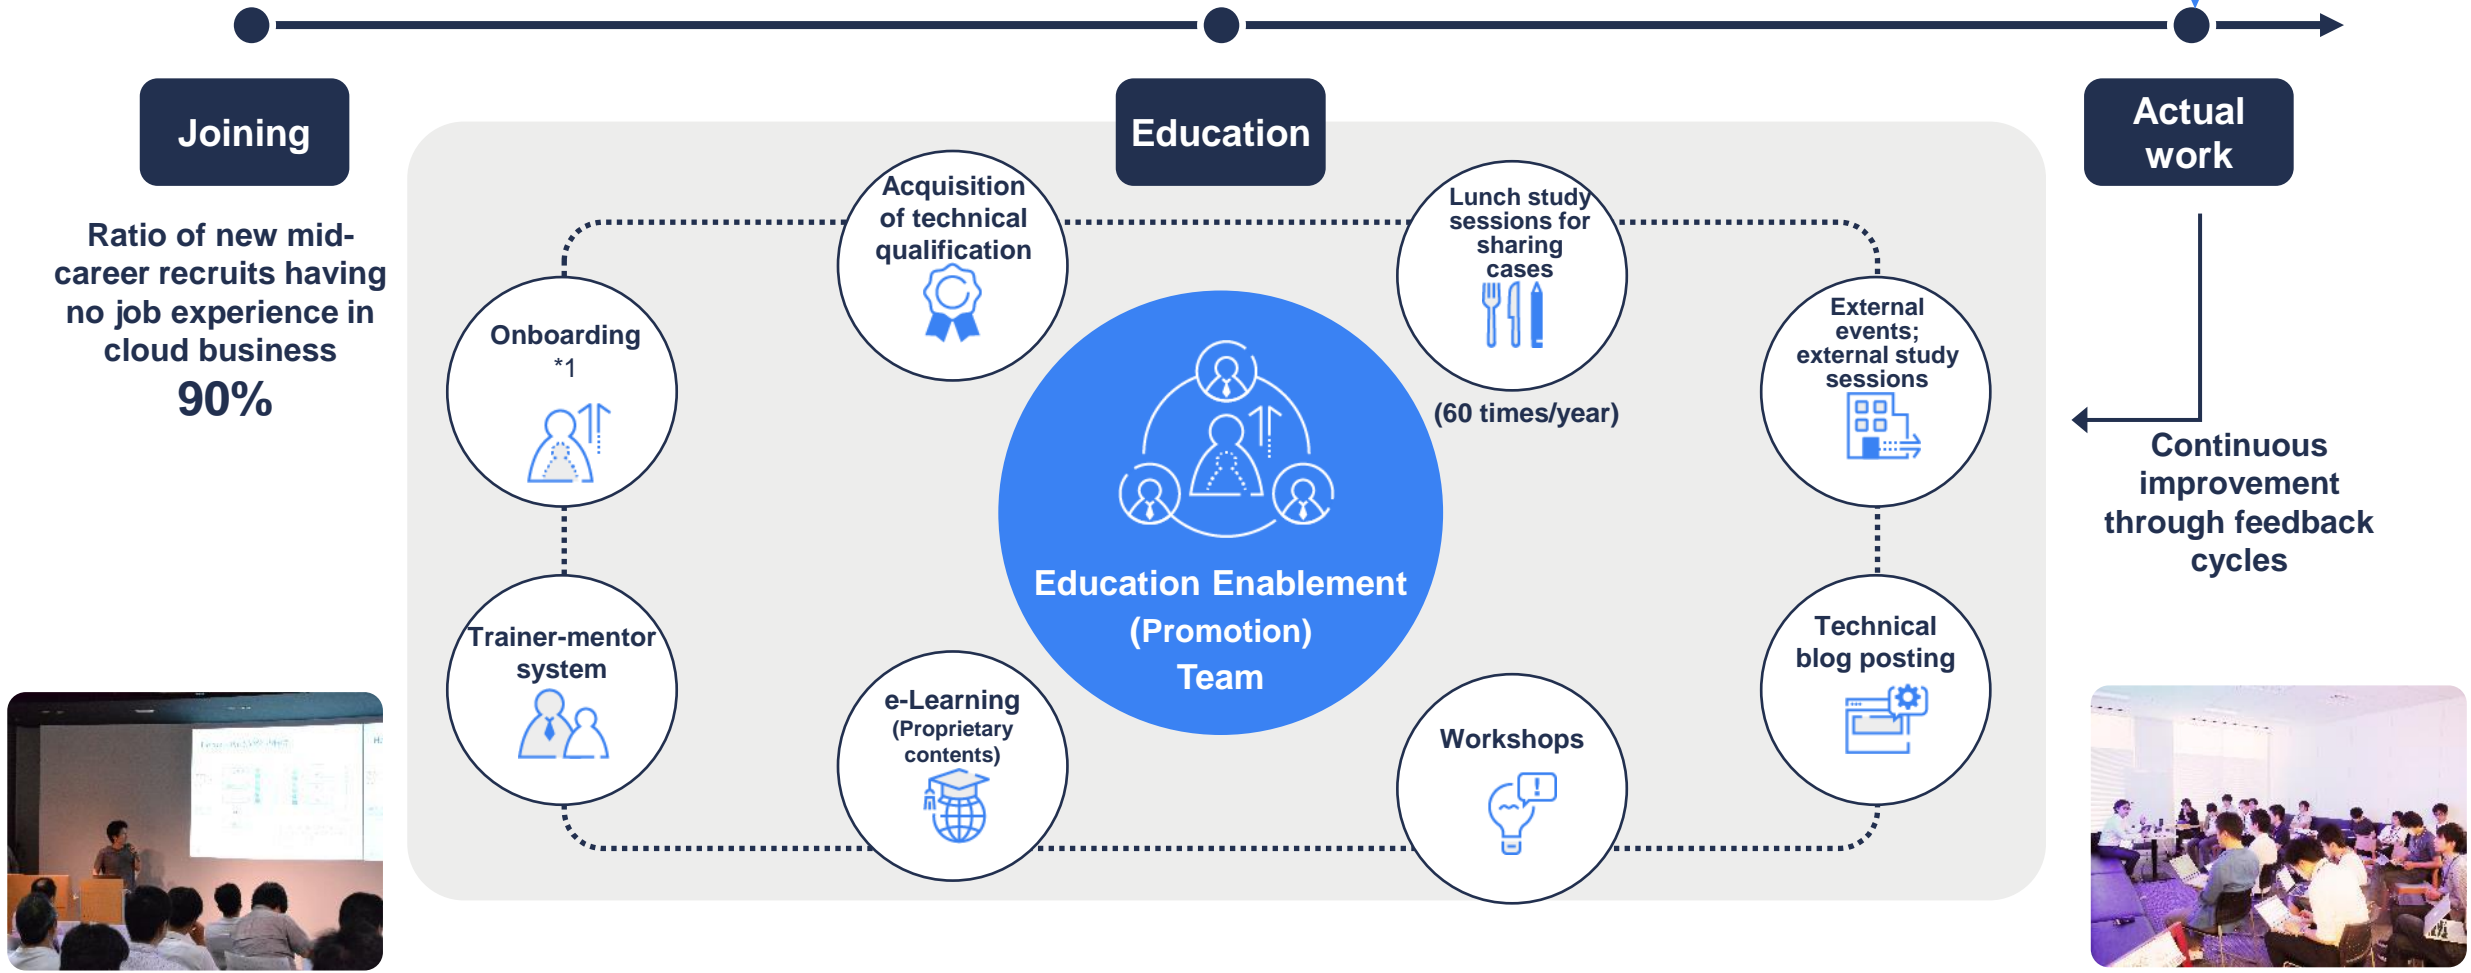 Joining
Education
Actual
work
Ratio of new mid-
career recruits having
no job experience in
cloud business
90%
Onboarding
*1
Acquisition
of technical
qualification
Lunch study
sessions for
sharing
cases
(60 times/year)
External
events;
external study
sessions
Trainer-mentor
system
e-Learning
(Proprietary
contents)
Education Enablement
(Promotion)
Team
Workshops
Technical
blog posting
Continuous
improvement
through feedback
cycles